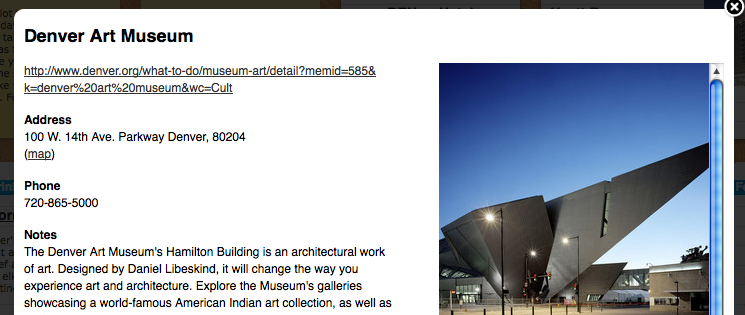 Denver Art Museum
http://www.denver.org/what-to-do/museum-art/detail?memid=585&
k=denver%20art%20museum&wc=Cult
Address
100 W. 14th Ave. Parkway Denver, 80204
(map)
Phone
720-865-5000
Notes
The Denver Art Museum's Hamilton Building is an architectural work
of art. Designed by Daniel Libeskind, it will change the way you
experience art and architecture. Explore the Museum's galleries
showcasing a world-famous American Indian art collection, as well as